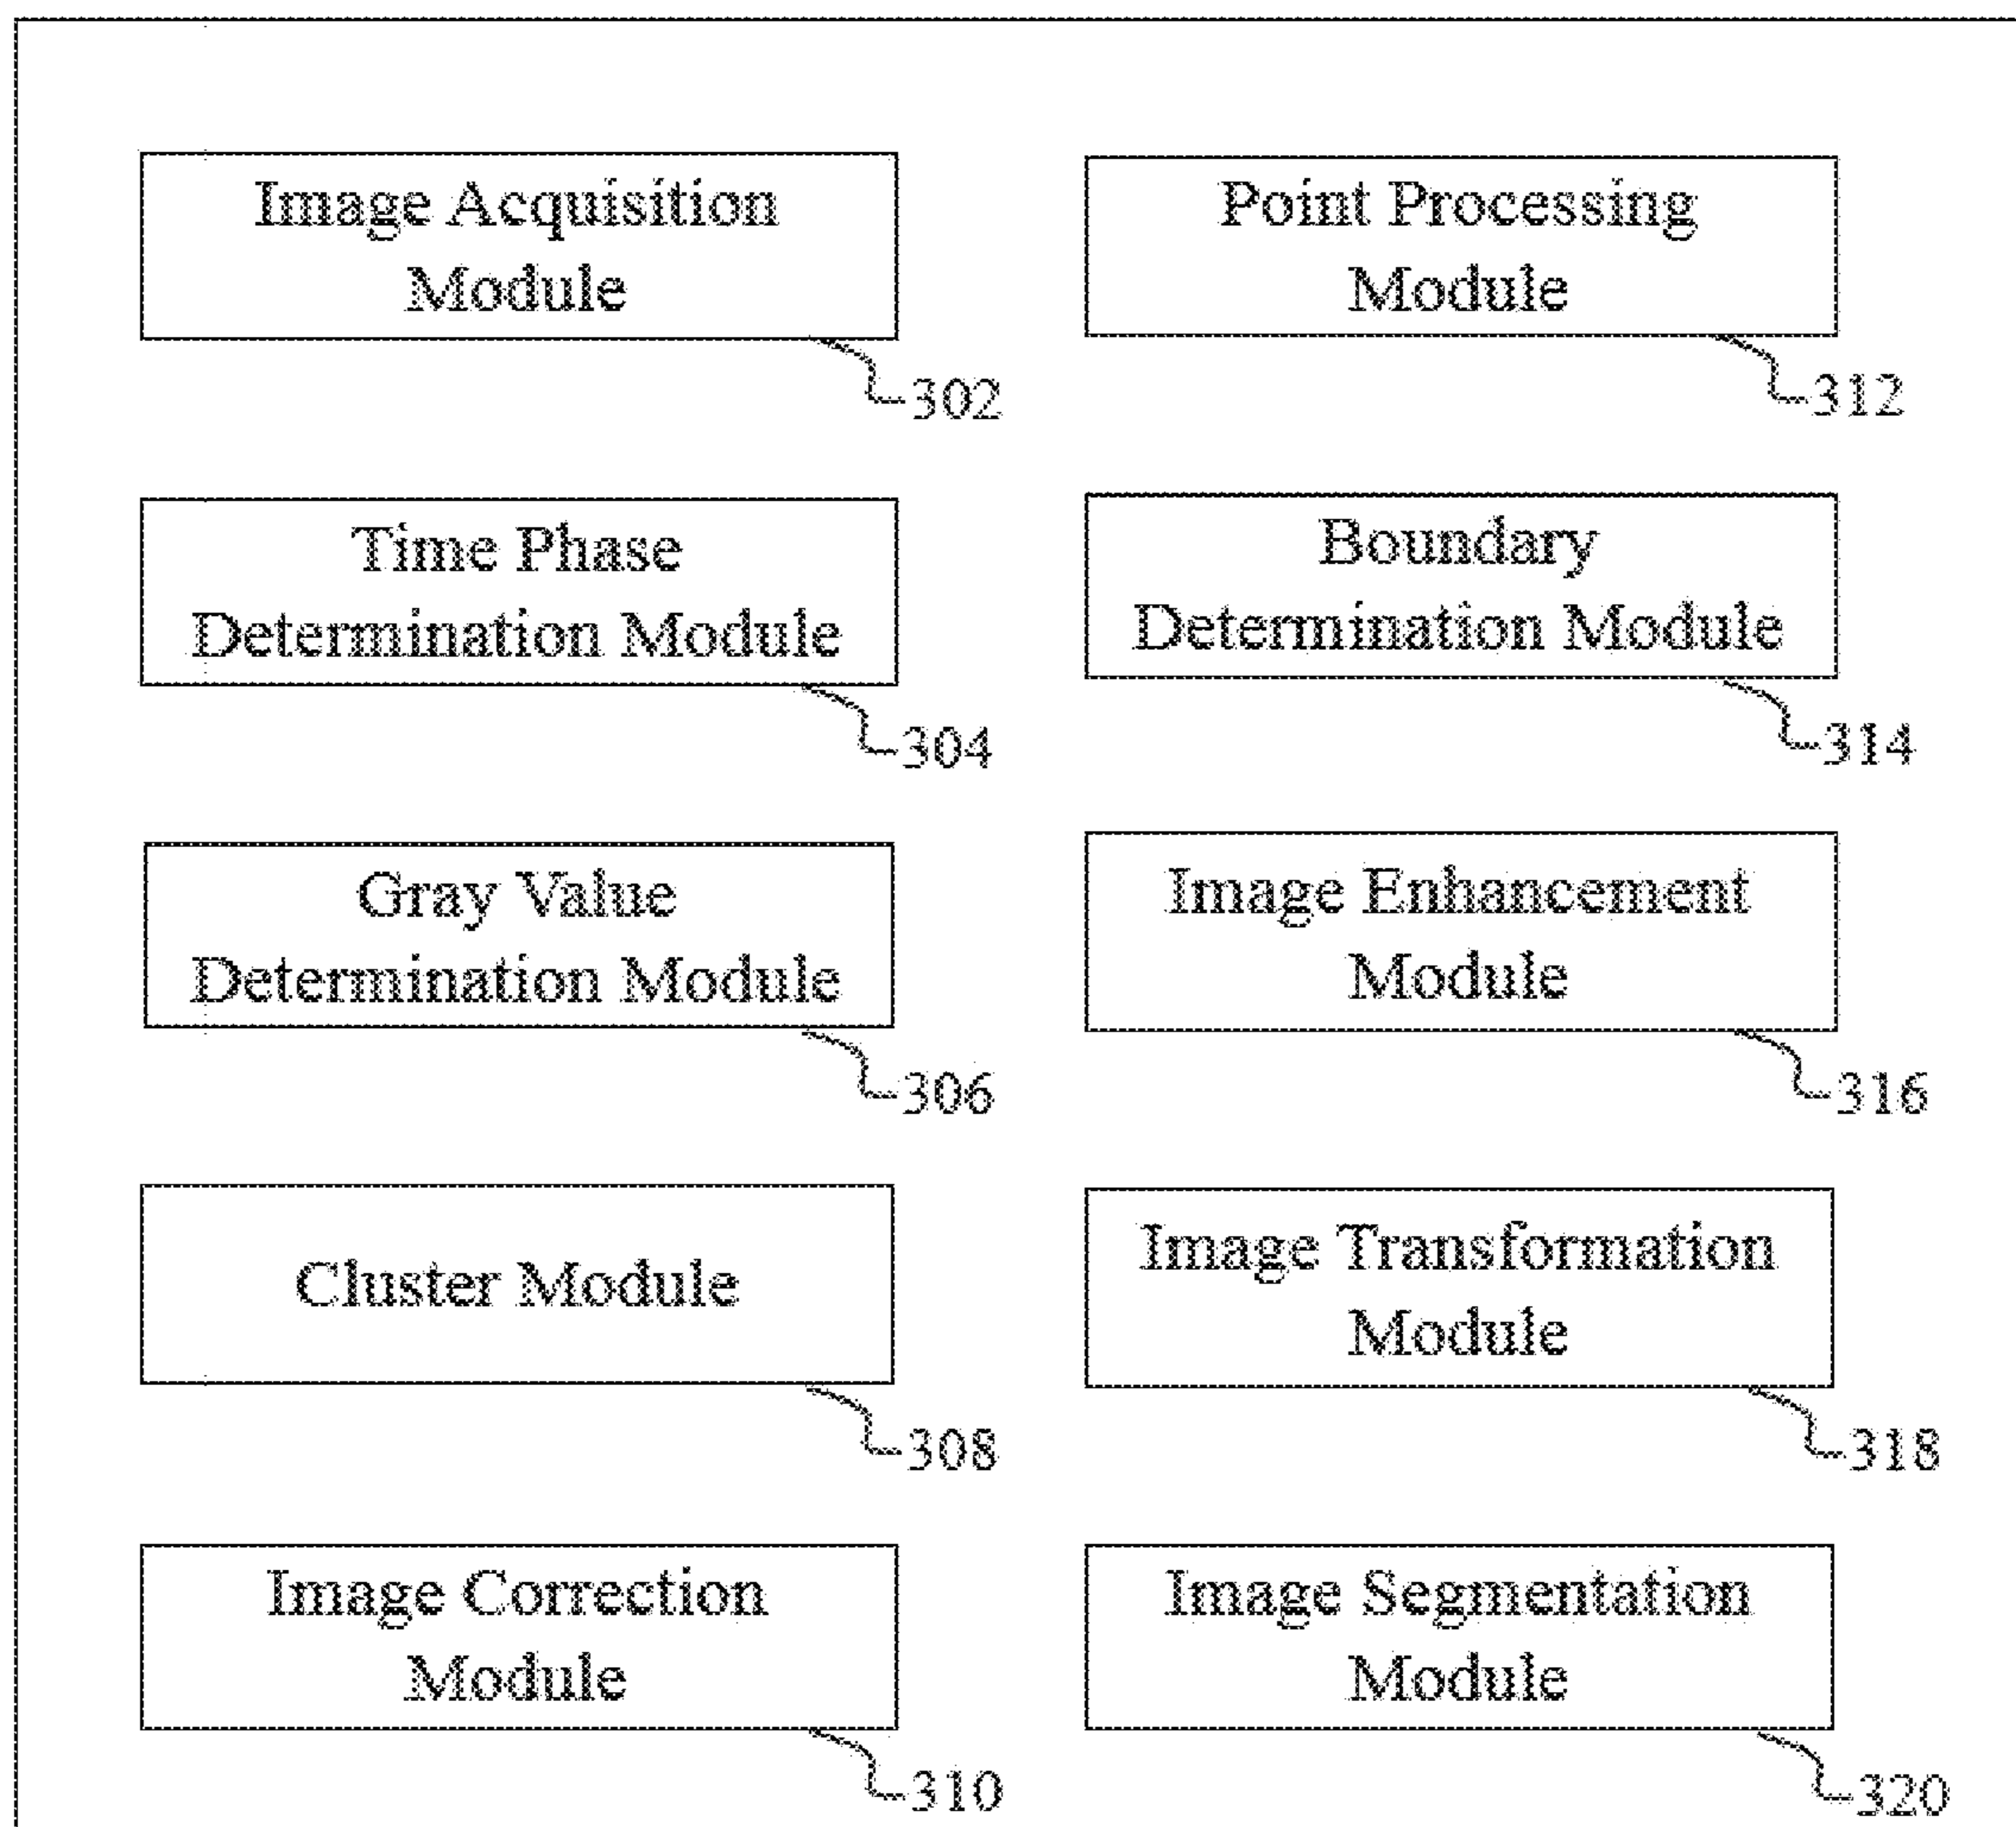 Image Acquisition
Module
302
Point Processing
Module
312
Time Phase
Determination Module
304
Boundary
Determination Module
314
Gray Value
Determination Module
306
Image Enhancement
Module
316
Cluster Module
308
Image Transformation
Module
318
Image Correction
Module
310
Image Segmentation
Module
320